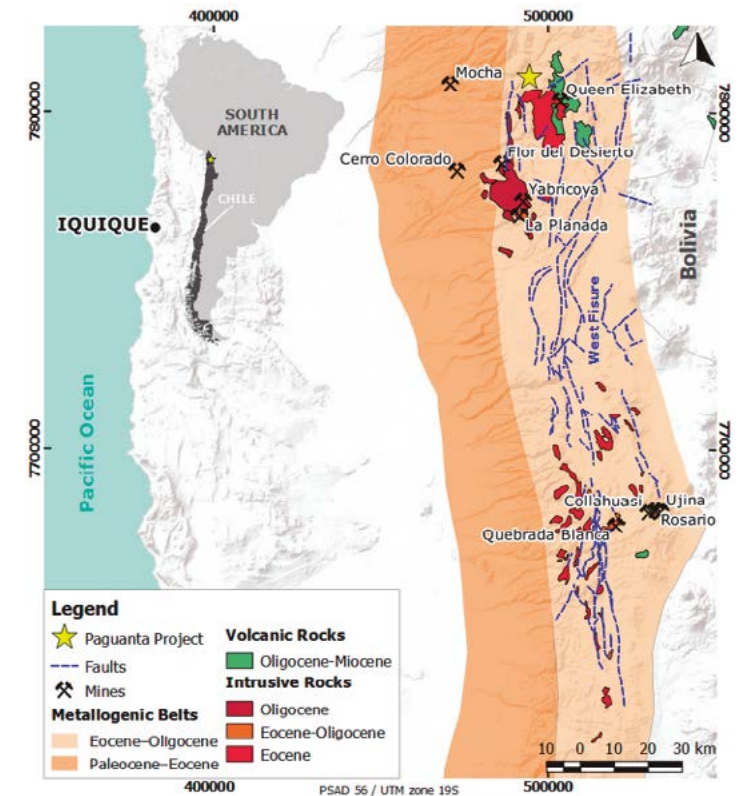 400000
500000
7800000
7800000
SOUTH
AMERICA
CHILE
IQUIQUE
Pacific Ocean
Mocha
Queen Elizabeth
Cerro Colorado
Flor del Desierto
Yabricoya
La Planada
Bolivia
West Fisure
7700000
7700000
Collahuasi
Ujina
Rosario
Quebrada Blanca
Legend
Paguanta Project
Faults
Mines
Metallogenic Belts
Eocene–Oligocene
Paleocene–Eocene
Volcanic Rocks
Oligocene-Miocene
Intrusive Rocks
Oligocene
Eocene-Oligocene
Eocene
10 0 10 20 30 km
400000
PSAD 56 / UTM zone 19S
500000